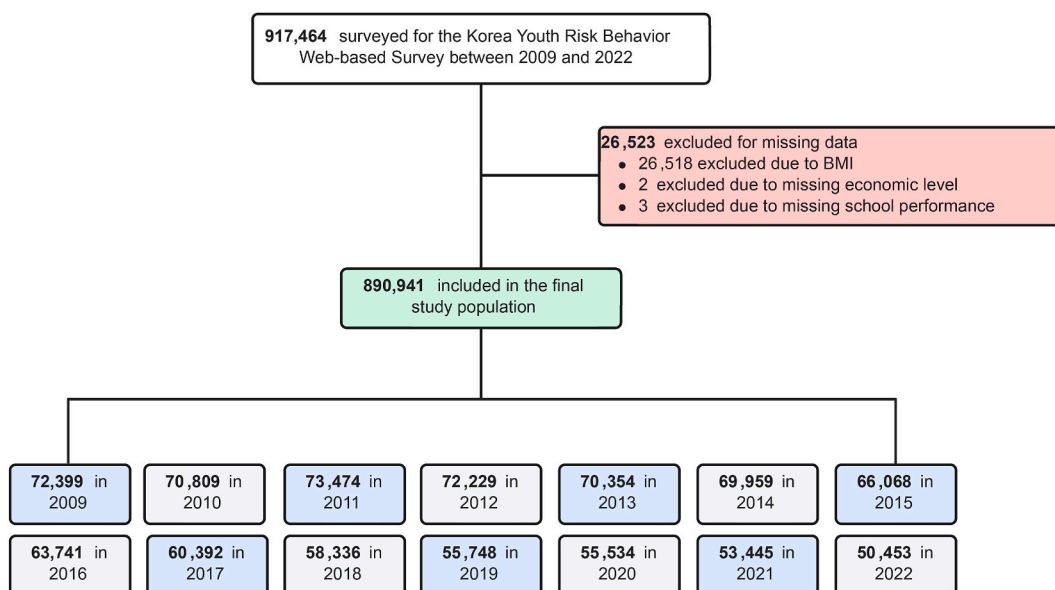 917,464 surveyed for the Korea Youth Risk Behavior
Web-based Survey between 2009 and 2022
26,523 excluded for missing data
• 26,518 excluded due to BMI
• 2 excluded due to missing economic level
• 3 excluded due to missing school performance
890,941 included in the final
study population
72,399 in
2009
70,809 in
2010
73,474 in
2011
72,229 in
2012
70,354 in
2013
69,959 in
2014
66,068 in
2015
63,741 in
2016
60,392 in
2017
58,336 in
2018
55,748 in
2019
55,534 in
2020
53,445 in
2021
50,453 in
2022